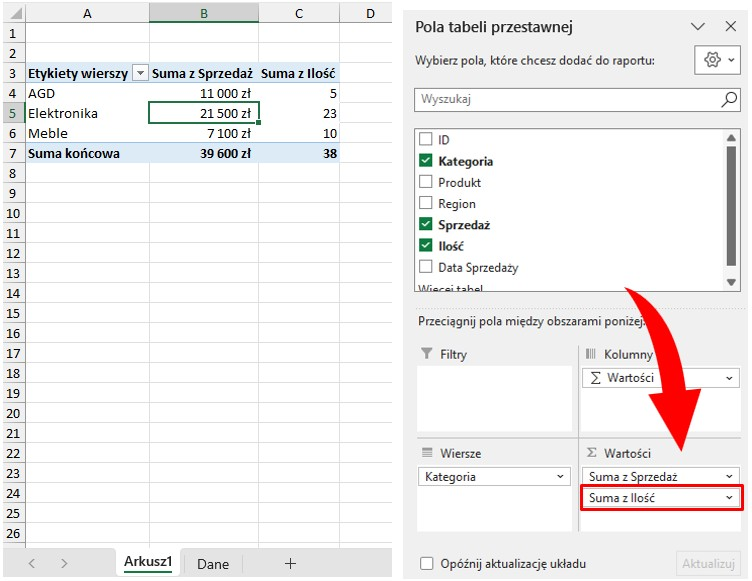 A B C D
1
2
3 Etykiety wierszy Suma z Sprzedaż Suma z Ilość
4 AGD 11 000 zł 5
5 Elektronika 21 500 zł 23
6 Meble 7 100 zł 10
7 Suma końcowa 39 600 zł 38
8
9
10
11
12
13
14
15
16
17
18
19
20
21
22
23
24
25
26
Arkusz1 Dane
Pola tabeli przestawnej
Wybierz pola, które chcesz dodać do raportu:
Wyszukaj
ID
Kategoria
Produkt
Region
Sprzedaż
Ilość
Data Sprzedaży
Więcej tabel
Przeciągnij pola między obszarami poniżej:
Filtry
Kolumny
Σ Wartości
Wiersze
Kategoria
Σ Wartości
Suma z Sprzedaż
Suma z Ilość
Opóźnij aktualizację układu
Aktualizuj